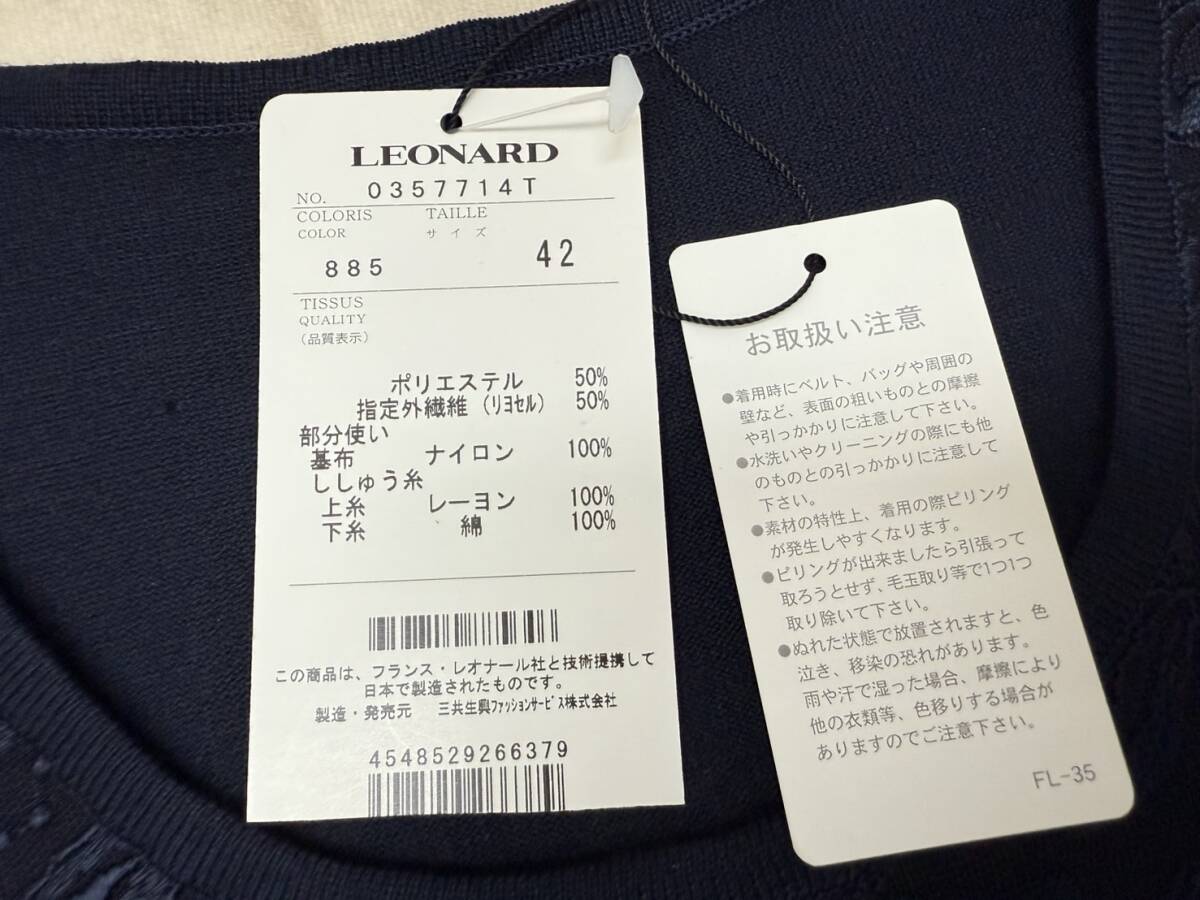 LEONARD
NO. 0357714T
COLORIS TAILLE
COLOR サイズ
885 42
TISSUS
QUALITY
(品質表示)
ポリエステル 50%
指定外繊維 (リヨセル) 50%
部分使い
基布 ナイロン 100%
ししゅう糸
上糸 レーヨン 100%
下糸 綿 100%
この商品は、フランス・レオナール社と技術提携して
日本で製造されたものです。
製造・発売元 三共生興ファッションサービス株式会社
4548529266379
お取扱い注意
●着用時にベルト、バッグや周囲の
壁など、表面の粗いものとの摩擦
や引っかかりに注意して下さい。
●水洗いやクリーニングの際にも他
のものとの引っかかりに注意して
下さい。
●素材の特性上、着用の際ピリング
が発生しやすくなります。
●ピリングが出来ましたら引張って
取ろうとせず、毛玉取り等で1つ1つ
取り除いて下さい。
●ぬれた状態で放置されますと、色
泣き、移染の恐れがあります。
雨や汗で湿った場合、摩擦により
他の衣類等、色移りする場合が
ありますのでご注意下さい。
FL-35